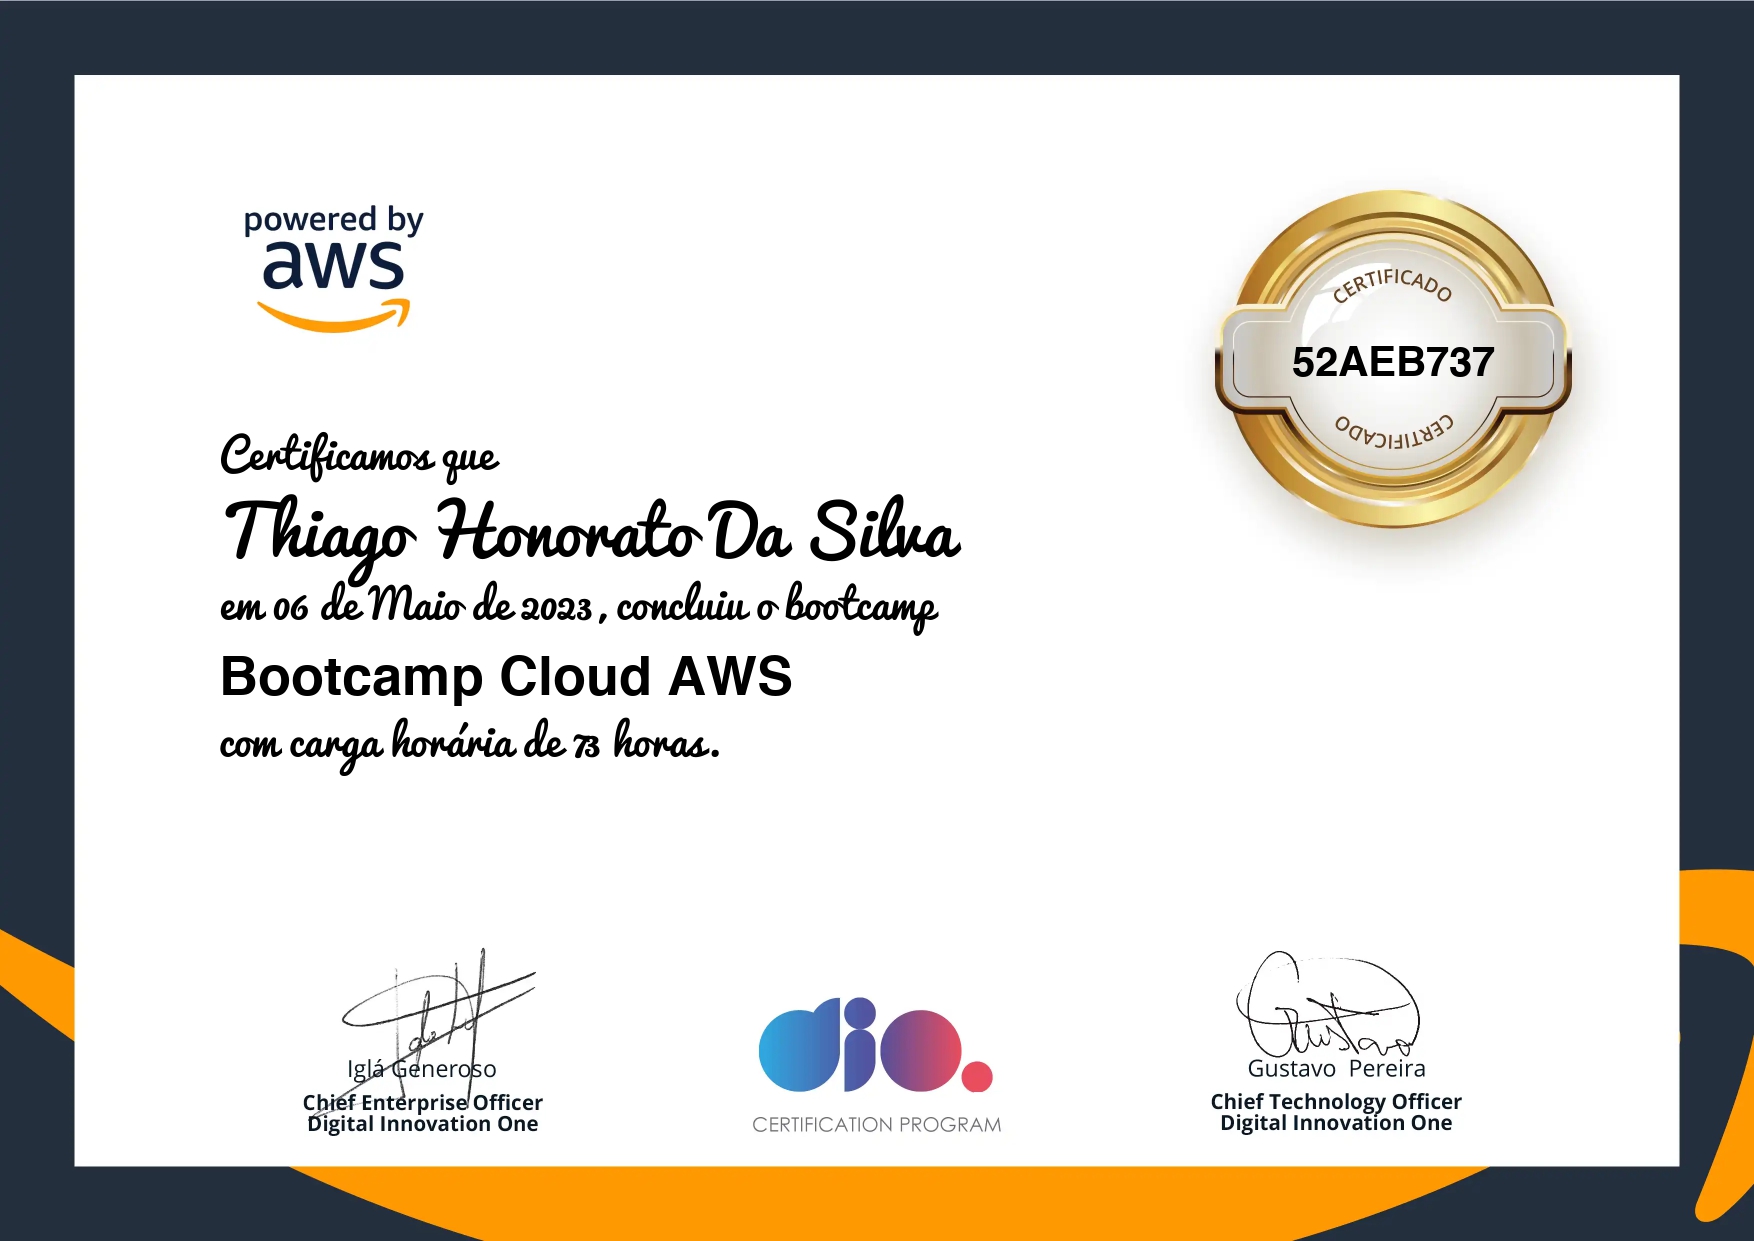 powered by
aws
CERTIFICADO
52AEB737
CERTIFICADO
Certificamos que
Thiago Honorato Da Silva
em 06 de Maio de 2023, concluiu o bootcamp
Bootcamp Cloud AWS
com carga horária de 73 horas.
Iglá Generoso
Chief Enterprise Officer
Digital Innovation One
dio.
CERTIFICATION PROGRAM
Gustavo
Gustavo Pereira
Chief Technology Officer
Digital Innovation One